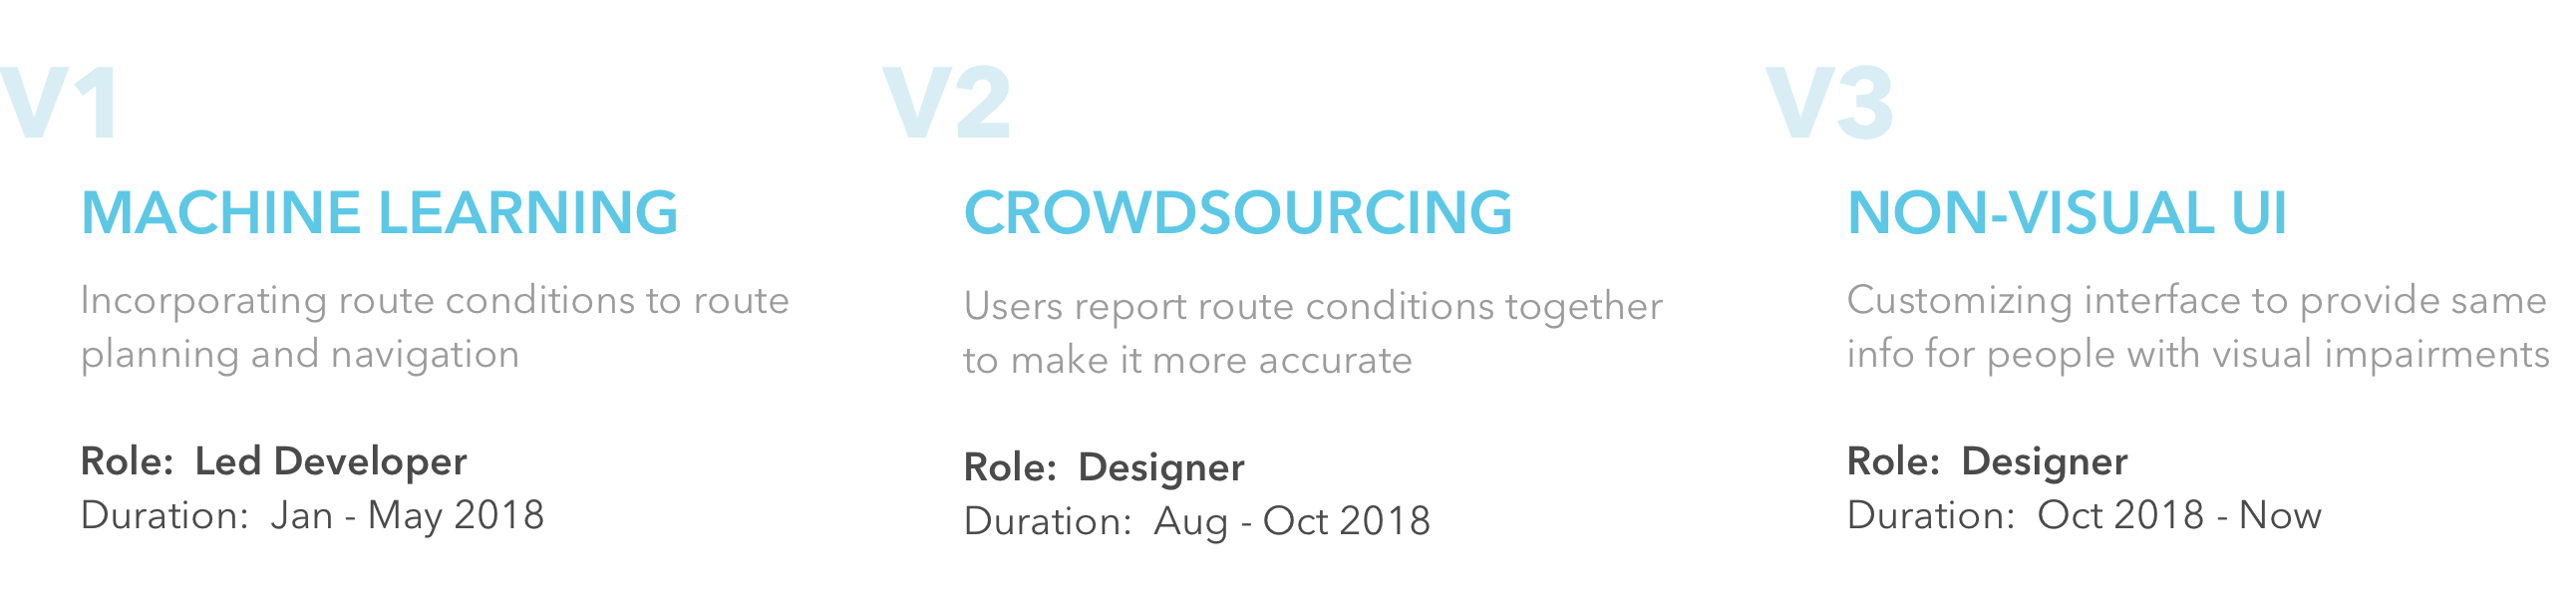 V1
MACHINE LEARNING
Incorporating route conditions to route
planning and navigation
Role: Led Developer
Duration: Jan - May 2018
V2
CROWDSOURCING
Users report route conditions together
to make it more accurate
Role: Designer
Duration: Aug - Oct 2018
V3
NON-VISUAL UI
Customizing interface to provide same
info for people with visual impairments
Role: Designer
Duration: Oct 2018 - Now